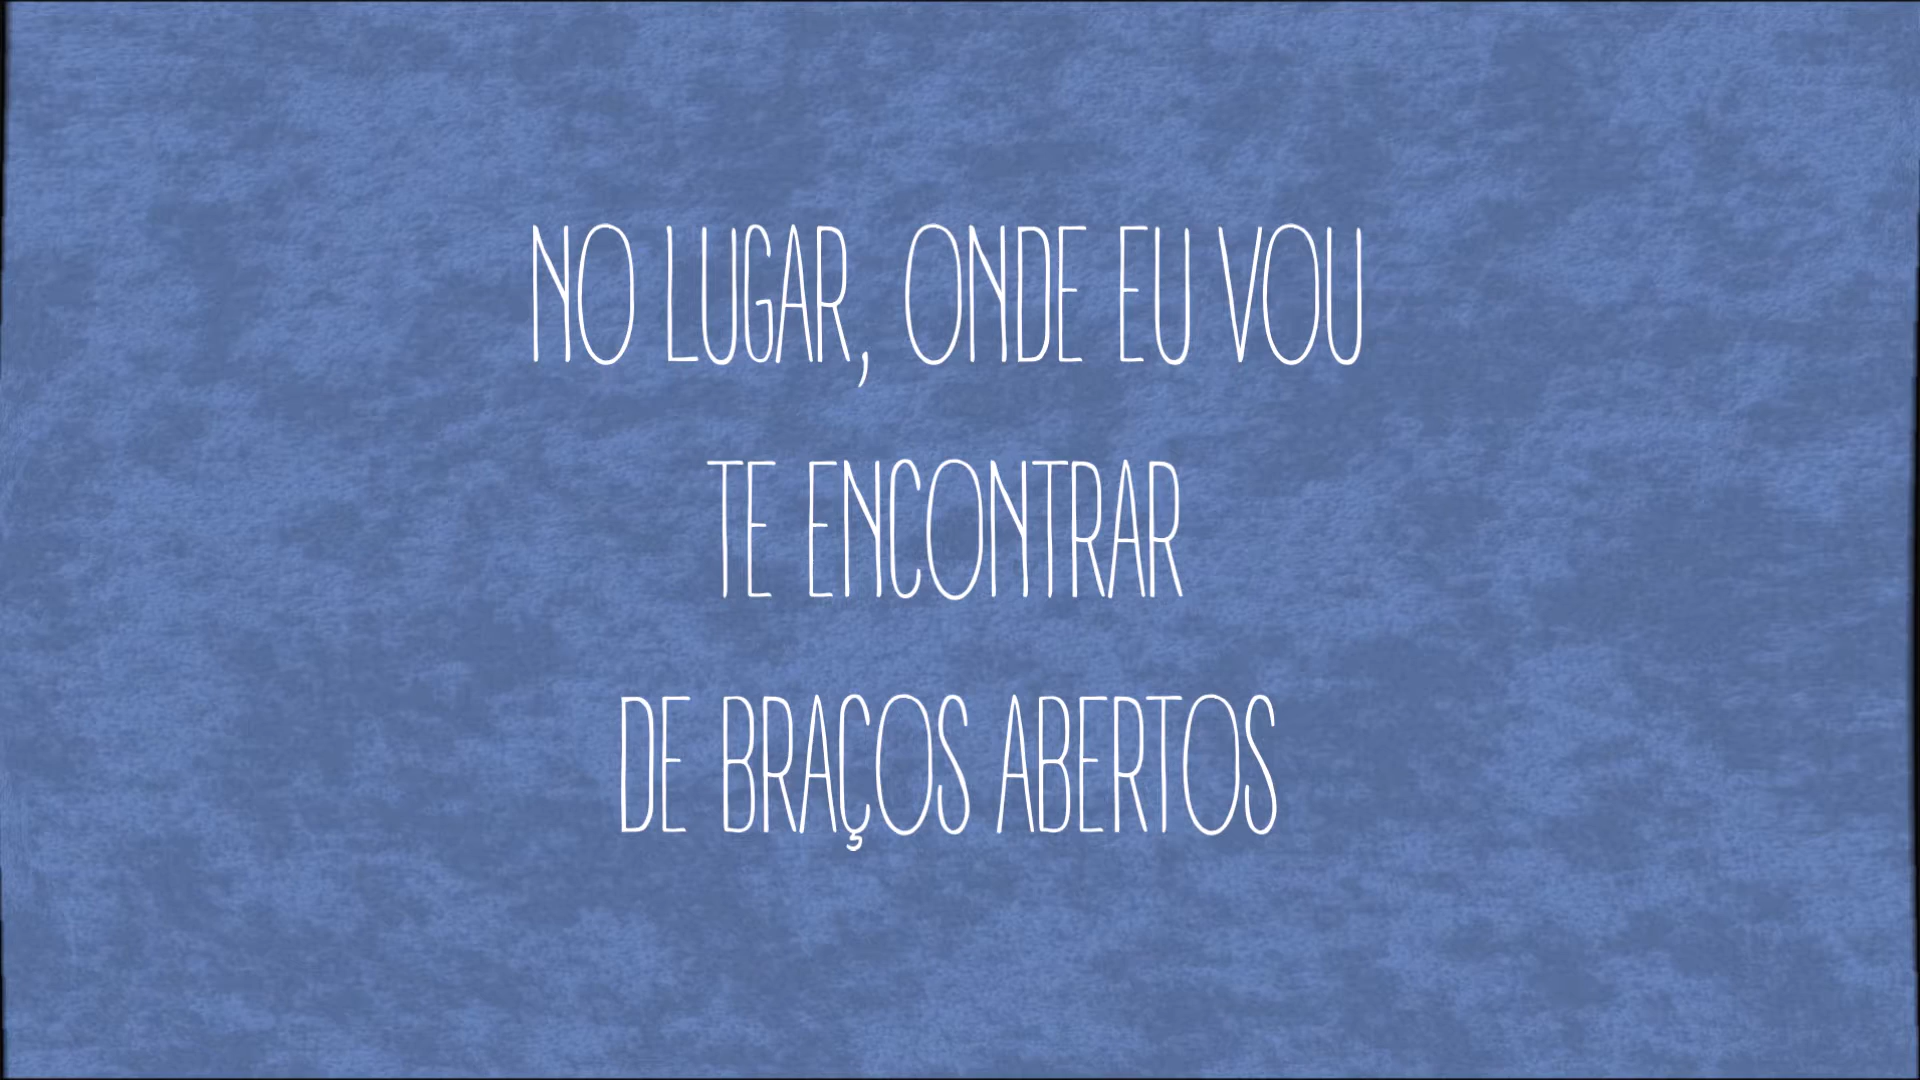 NO LUGAR, ONDE EU VOU
TE ENCONTRAR
DE BRAÇOS ABERTOS